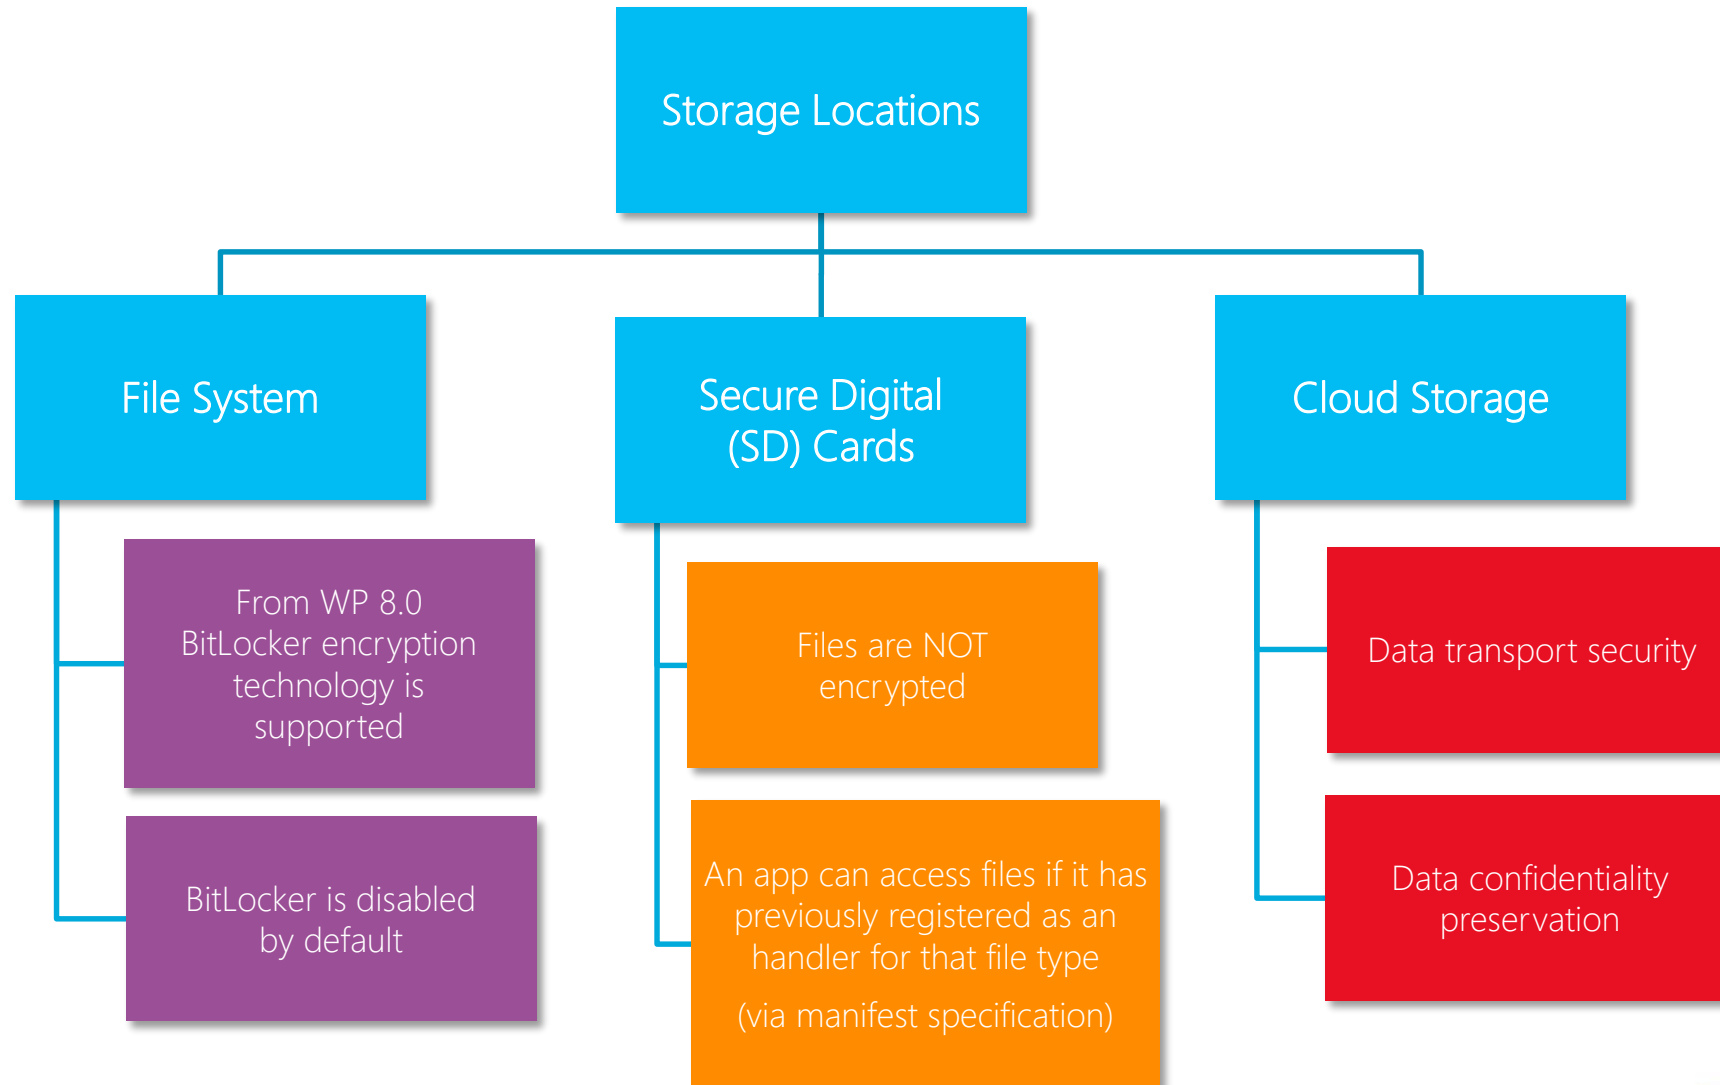 Storage Locations
File System
Secure Digital
(SD) Cards
Cloud Storage
From WP 8.0
BitLocker encryption
technology is
supported
BitLocker is disabled
by default
Files are NOT
encrypted
An app can access files if it has
previously registered as an
handler for that file type
(via manifest specification)
Data transport security
Data confidentiality
preservation